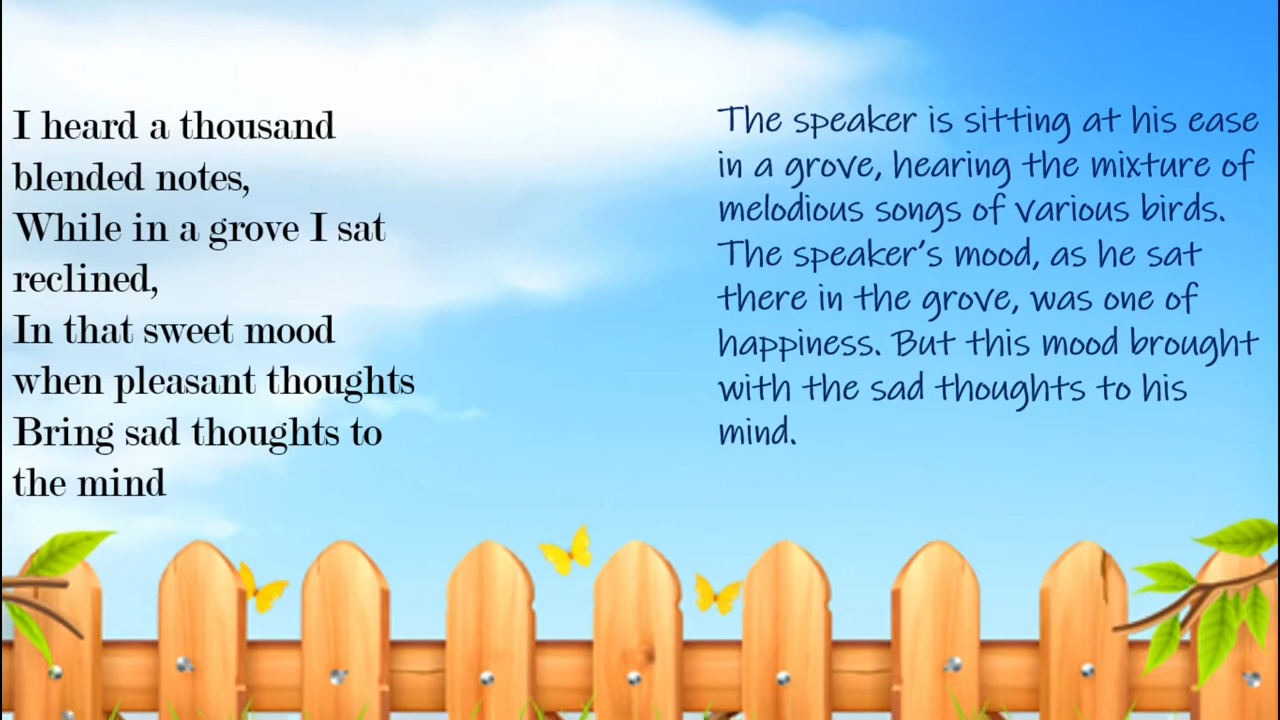 I heard a thousand
blended notes,
While in a grove I sat
reclined,
In that sweet mood
when pleasant thoughts
Bring sad thoughts to
the mind
The speaker is sitting at his ease
in a grove, hearing the mixture of
melodious songs of various birds.
The speaker's mood, as he sat
there in the grove, was one of
happiness. But this mood brought
with the sad thoughts to his
mind.